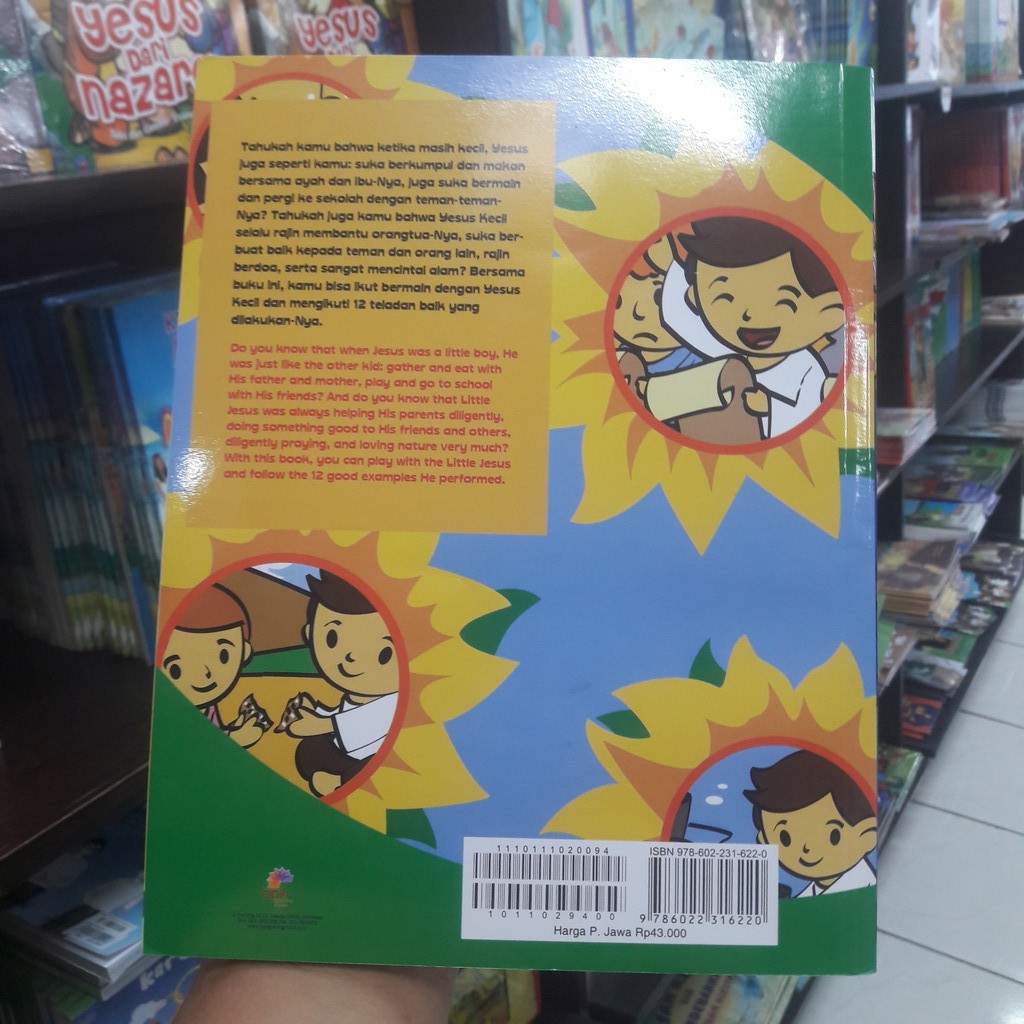 Yesus
DARI
Nazar
Yesus
Tahukah kamu bahwa ketika masih kecil, Yesus
juga seperti kamu: suka berkumpul dan makan
bersama ayah dan ibu-Nya, juga suka bermain
dan pergi ke sekolah dengan teman-teman-
Nya? Tahukah juga kamu bahwa Yesus Kecil
selalu rajin membantu orangtua-Nya, suka ber-
buat baik kepada teman dan orang lain, rajin
berdoa, serta sangat mencintai alam? Bersama
buku ini, kamu bisa ikut bermain dengan Yesus
Kecil dan mengikuti 12 teladan baik yang
dilakukan-Nya.
Do you know that when Jesus was a little boy, He
was just like the other kid: gather and eat with
His father and mother, play and go to school
with His friends? And do you know that Little
Jesus was always helping His parents diligently,
doing something good to His friends and others,
diligently praying, and loving nature very much?
With this book, you can play with the Little Jesus
and follow the 12 good examples He performed.
1110111020094
1011029400
ISBN 978-602-231-622-0
9 786022 316220
Harga P. Jawa Rp43.000